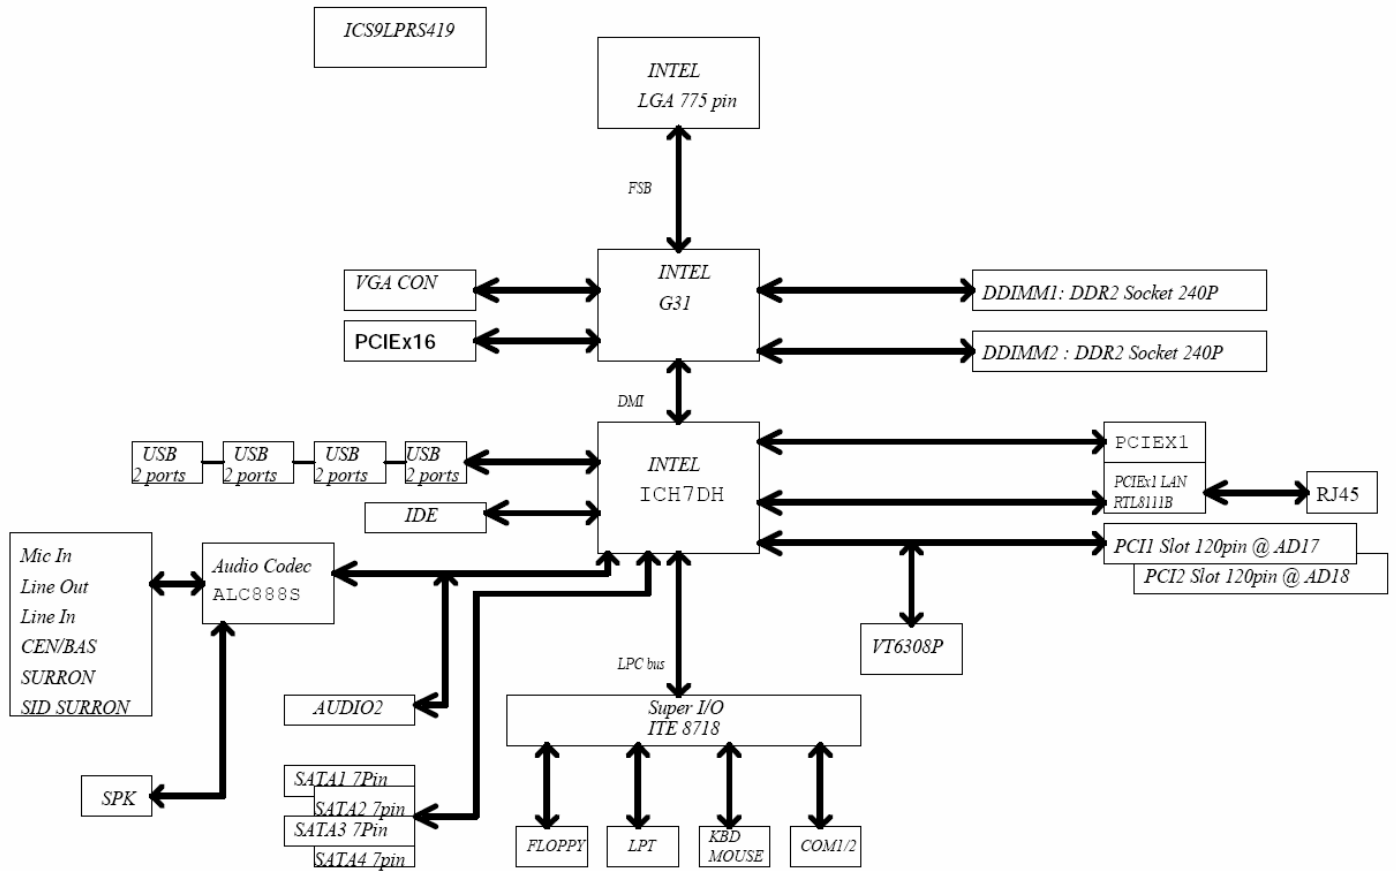 ICS9LPRS419
INTEL
LGA 775 pin
FSB
VGA CON
INTEL
G31
DDIMM1: DDR2 Socket 240P
PCIEx16
DDIMM2 : DDR2 Socket 240P
DMI
USB
2 ports
USB
2 ports
USB
2 ports
USB
2 ports
INTEL
ICH7DH
PCIEX1
PCIEx1 LAN
RTL8111B
RJ45
IDE
PCI1 Slot 120pin @ AD17
PCI2 Slot 120pin @ AD18
Mic In
Line Out
Line In
CEN/BAS
SURRON
SID SURRON
Audio Codec
ALC888S
VT6308P
LPC bus
AUDIO2
Super I/O
ITE 8718
SPK
SATA1 7Pin
SATA2 7pin
SATA3 7Pin
SATA4 7pin
FLOPPY
LPT
KBD
MOUSE
COM1/2